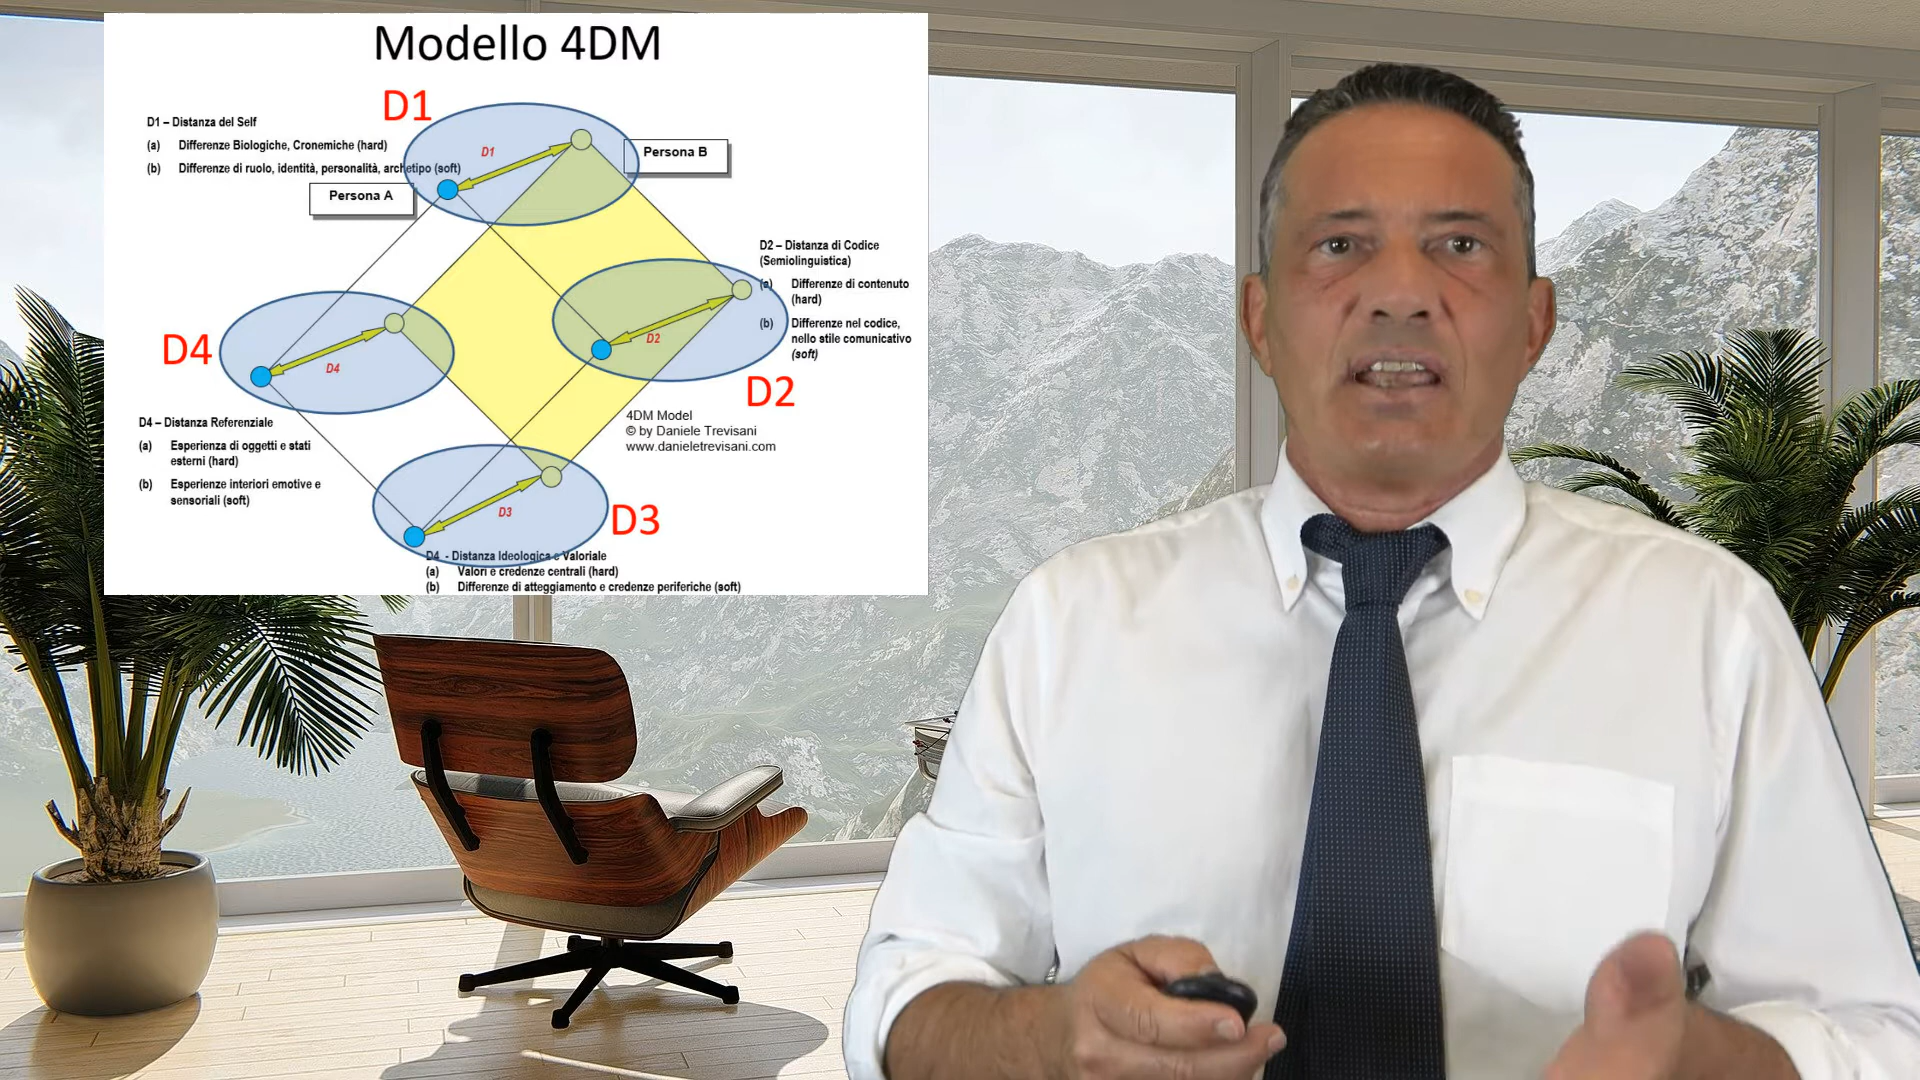 Modello 4DM
D1
D1 – Distanza del Self
(a) Differenze Biologiche, Cronemiche (hard)
(b) Differenze di ruolo, identità, personalità, archetipo (soft)
D1
Persona B
Persona A
D2 – Distanza di Codice
(Semiolinguistica)
(a) Differenze di contenuto
(hard)
(b) Differenze nel codice,
nello stile comunicativo
(soft)
D2
D2
D4
D4
4DM Model
© by Daniele Trevisani
www.danieletrevisani.com
D4 – Distanza Referenziale
(a) Esperienza di oggetti e stati
esterni (hard)
(b) Esperienze interiori emotive e
sensoriali (soft)
D3
D3
D4 - Distanza Ideologica e Valoriale
(a) Valori e credenze centrali (hard)
(b) Differenze di atteggiamento e credenze periferiche (soft)